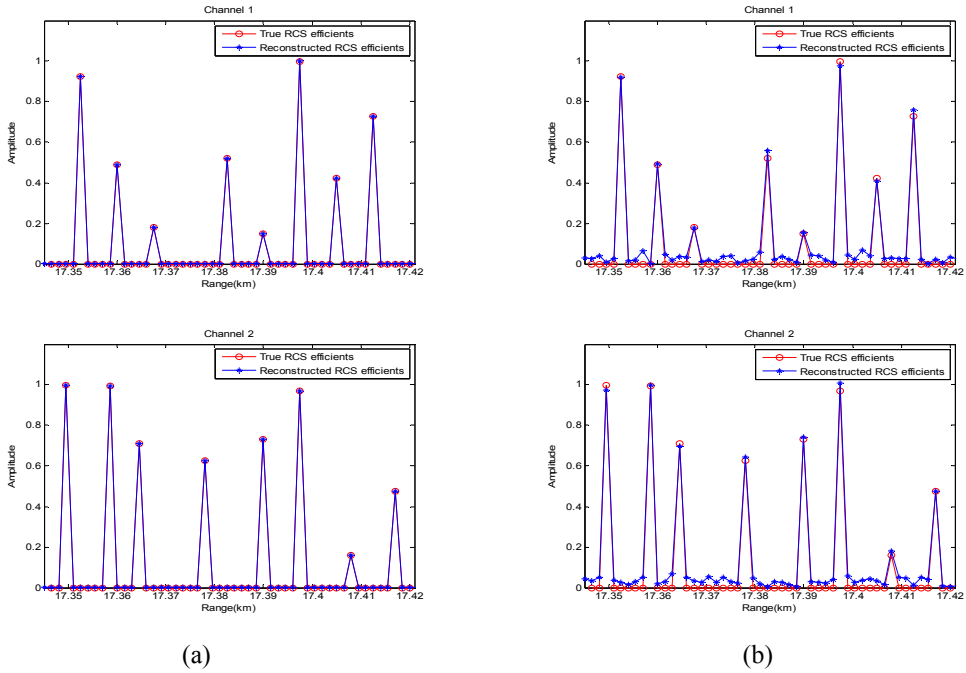 Channel 1
True RCS efficients
Reconstructed RCS efficients
Amplitude
1
0.8
0.6
0.4
0.2
0
17.35 17.36 17.37 17.38 17.39 17.4 17.41 17.42
Range(km)
Channel 1
True RCS efficients
Reconstructed RCS efficients
Amplitude
1
0.8
0.6
0.4
0.2
0
17.35 17.36 17.37 17.38 17.39 17.4 17.41 17.42
Range(km)
Channel 2
True RCS efficients
Reconstructed RCS efficients
Amplitude
1
0.8
0.6
0.4
0.2
0
17.35 17.36 17.37 17.38 17.39 17.4 17.41 17.42
Range(km)
Channel 2
True RCS efficients
Reconstructed RCS efficients
Amplitude
1
0.8
0.6
0.4
0.2
0
17.35 17.36 17.37 17.38 17.39 17.4 17.41 17.42
Range(km)
(a)
(b)